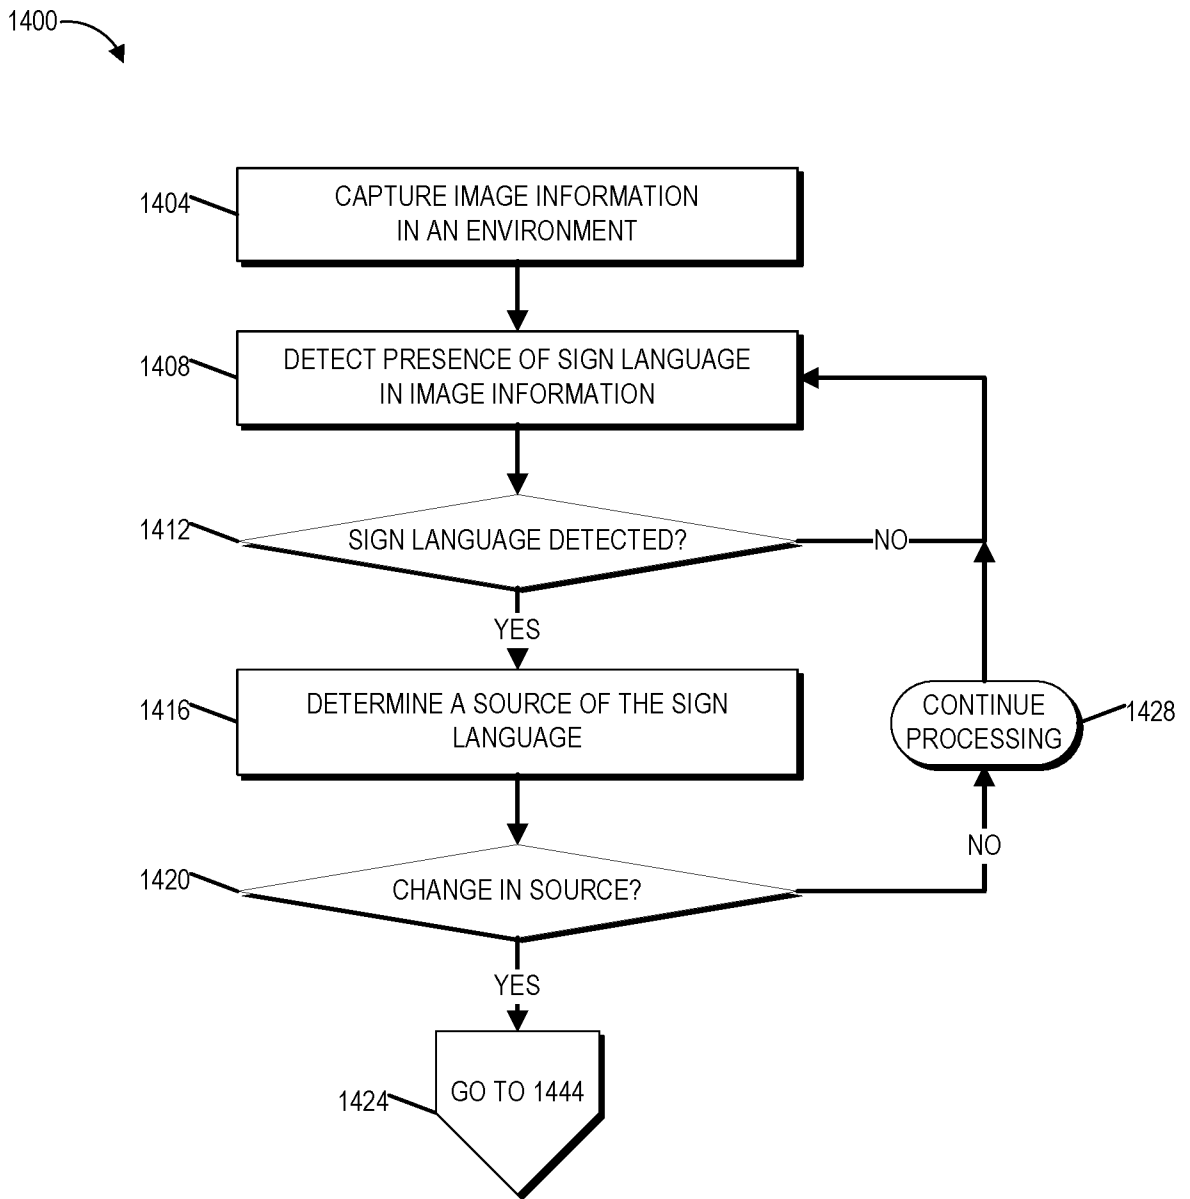 1400
1404
CAPTURE IMAGE INFORMATION
IN AN ENVIRONMENT
1408
DETECT PRESENCE OF SIGN LANGUAGE
IN IMAGE INFORMATION
1412
SIGN LANGUAGE DETECTED?
NO
YES
1416
DETERMINE A SOURCE OF THE SIGN
LANGUAGE
CONTINUE
PROCESSING
1428
1420
CHANGE IN SOURCE?
NO
YES
1424
GO TO 1444